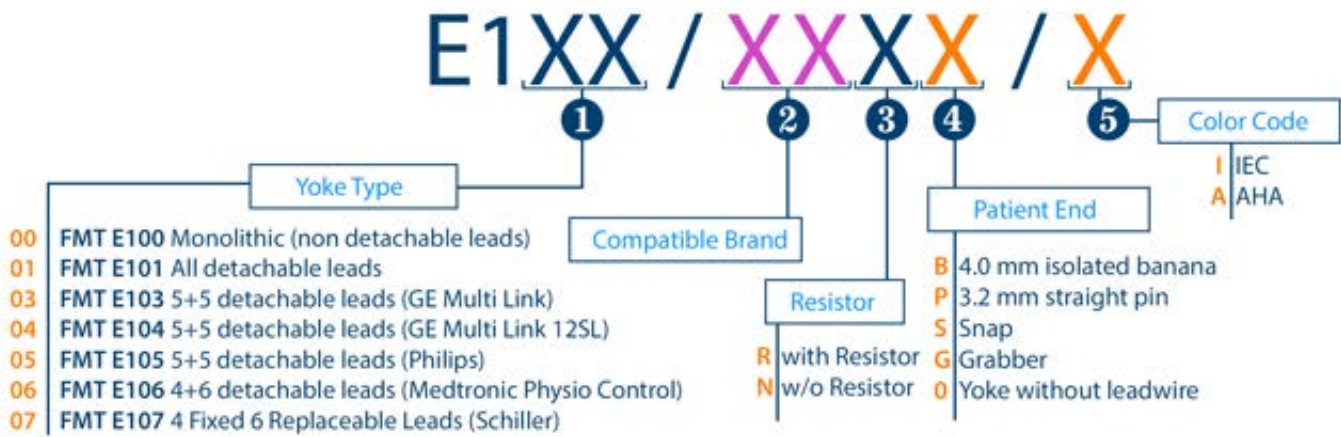 E1XX / XXXX / X
1 2 3 4 5
Color Code
I IEC
A AHA
Yoke Type
00 FMT E100 Monolithic (non detachable leads)
01 FMT E101 All detachable leads
03 FMT E103 5+5 detachable leads (GE Multi Link)
04 FMT E104 5+5 detachable leads (GE Multi Link 12SL)
05 FMT E105 5+5 detachable leads (Philips)
06 FMT E106 4+6 detachable leads (Medtronic Physio Control)
07 FMT E107 4 Fixed 6 Replaceable Leads (Schiller)
Compatible Brand
Resistor
R with Resistor
N w/o Resistor
Patient End
B 4.0 mm isolated banana
P 3.2 mm straight pin
S Snap
G Grabber
0 Yoke without leadwire